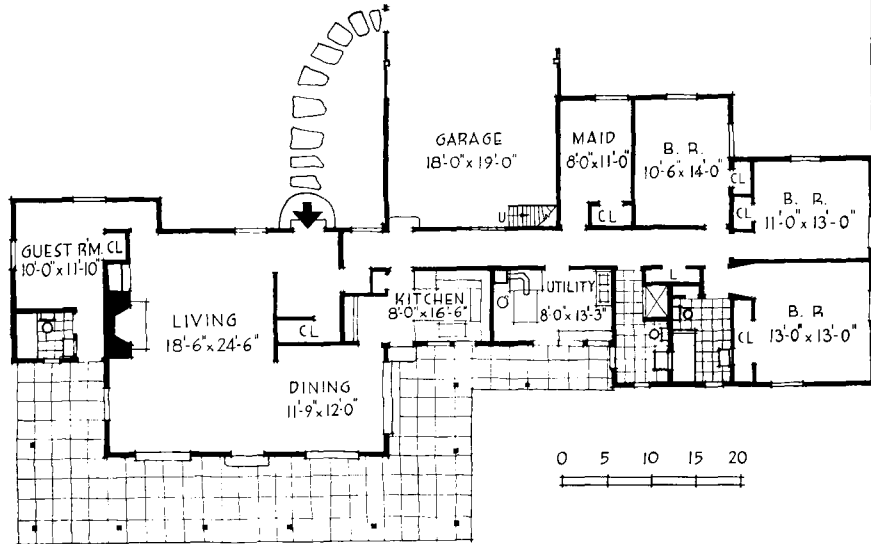 GARAGE
18'-0" x 19'-0"
MAID
8'-0" x 11'-0"
B. R.
10'-6" x 14'-0"
CL
CL
CL
B. R.
11'-0" x 13'-0"
U
GUEST R'M.
10'-0" x 11'-10"
CL
L
KITCHEN
8'-0" x 16'-6"
UTILITY
8'-0" x 13'-3"
B. R
13'-0" x 13'-0"
LIVING
18'-6" x 24'-6"
CL
CL
DINING
11'-9" x 12'-0"
0 5 10 15 20